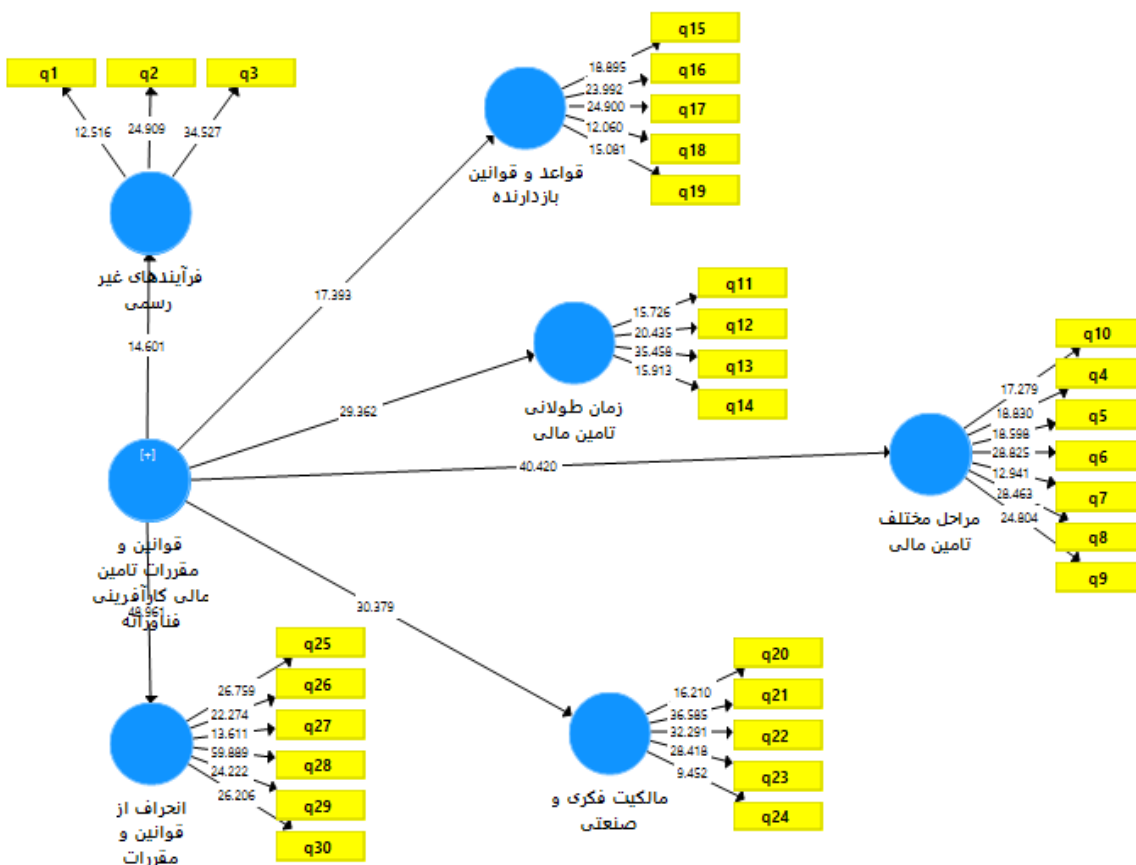 q1
q2
q3
12.516
24.909
34.527
فرآیندهای غیر
رسمی
14.601
q15
q16
q17
q18
q19
18.895
23.992
24.900
12.060
15.081
قواعد و قوانین
بازدارنده
17.393
q11
q12
q13
q14
15.726
20.435
35.458
15.913
زمان طولانی
تامین مالی
29.362
q10
q4
q5
q6
q7
q8
q9
17.279
18.830
18.598
28.825
12.941
28.463
24.804
مراحل مختلف
تامین مالی
40.420
[+]
قوانین و
مقررات تامین
مالی کارآفرینی
فناورانه
30.379
q25
q26
q27
q28
q29
q30
26.759
22.274
13.611
59.889
24.222
26.206
انحراف از
قوانین و
مقررات
q20
q21
q22
q23
q24
16.210
36.585
32.291
28.418
9.452
مالکیت فکری و
صنعتی